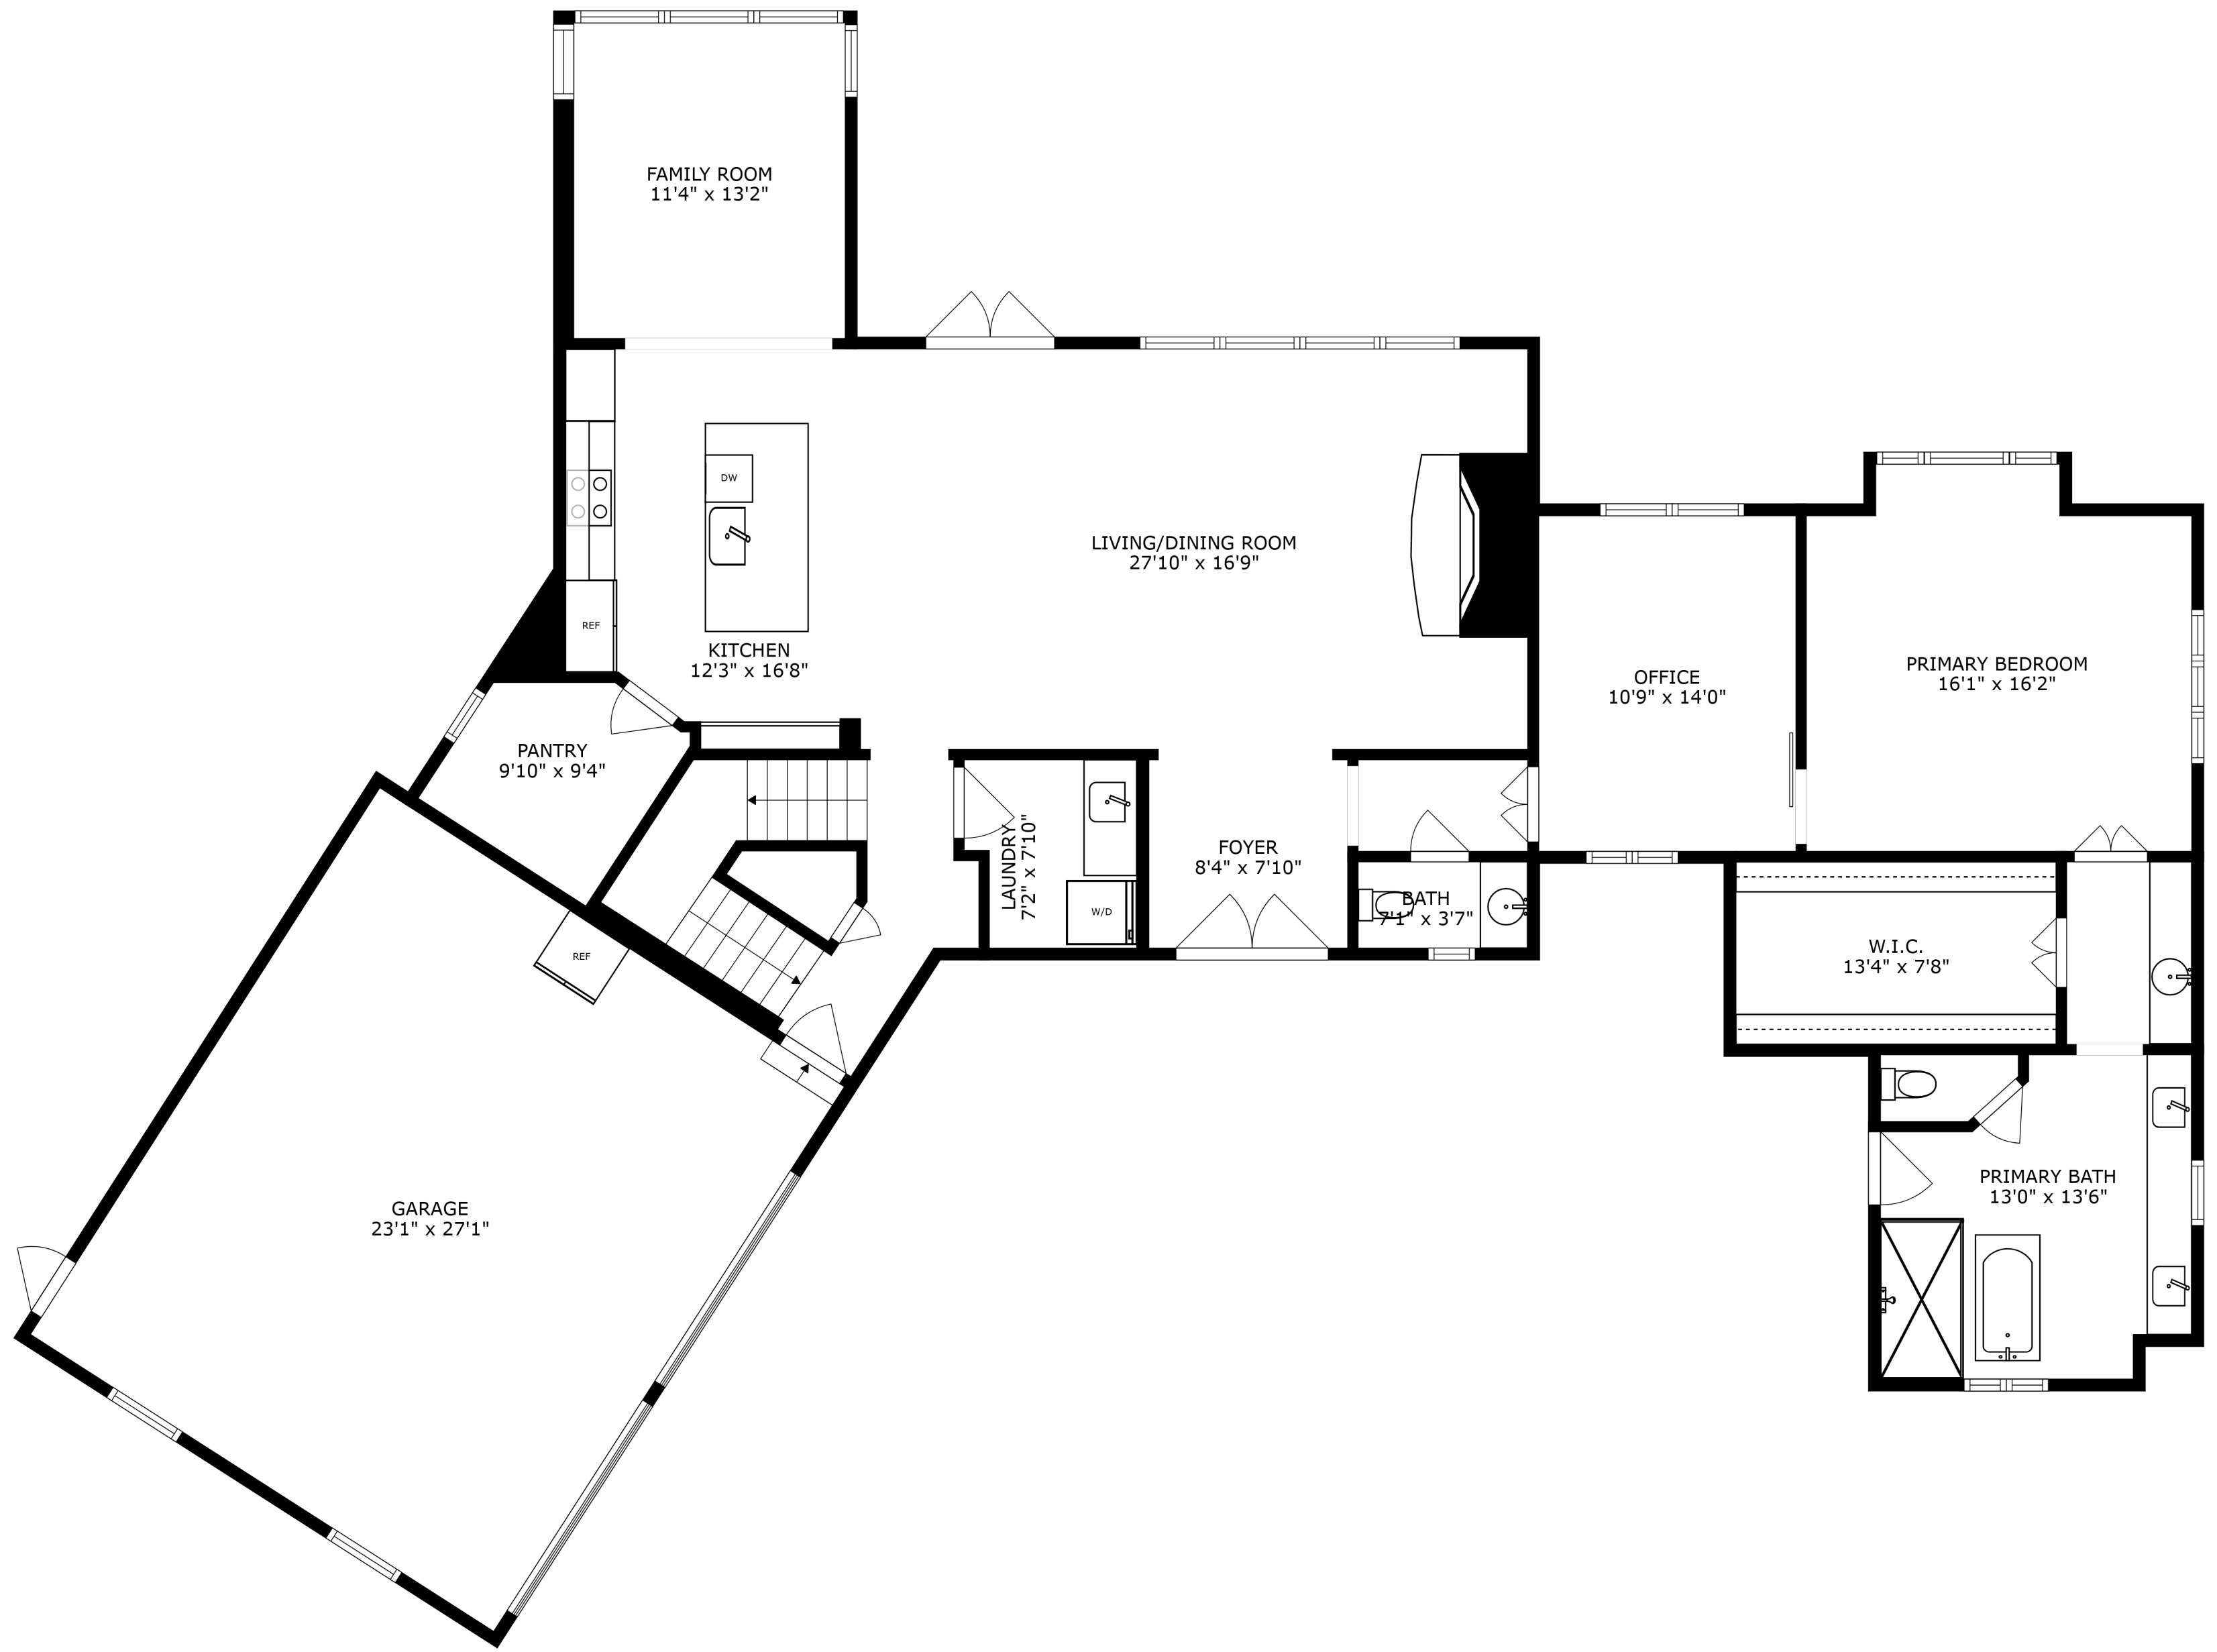 FAMILY ROOM
11'4" x 13'2"
DW
LIVING/DINING ROOM
27'10" x 16'9"
REF
KITCHEN
12'3" x 16'8"
OFFICE
10'9" x 14'0"
PRIMARY BEDROOM
16'1" x 16'2"
PANTRY
9'10" x 9'4"
LAUNDRY
7'2" x 7'10"
FOYER
8'4" x 7'10"
BATH
7'1" x 3'7"
W/D
REF
W.I.C.
13'4" x 7'8"
PRIMARY BATH
13'0" x 13'6"
GARAGE
23'1" x 27'1"